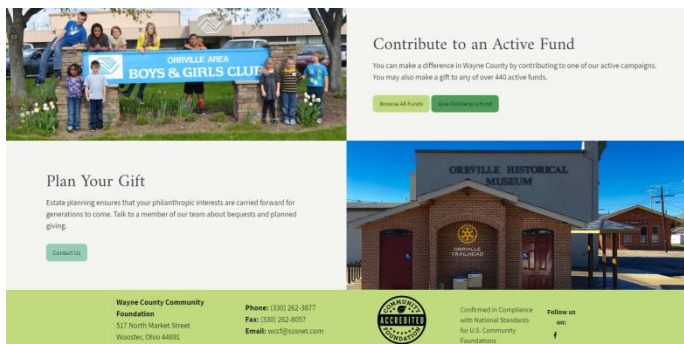 ORRVILLE AREA
BOYS & GIRLS CLUB
Contribute to an Active Fund
You can make a difference in Wayne County by contributing to one of our active campaigns.
You may also make a gift to any of over 440 active funds.
Browse All Funds
Give Online to a Fund
Plan Your Gift
Estate planning ensures that your philanthropic interests are carried forward for
generations to come. Talk to a member of our team about bequests and planned
giving.
Contact Us
ORRVILLE HISTORICAL
MUSEUM
ORRVILLE
TRAILHEAD
Wayne County Community
Foundation
517 North Market Street
Wooster, Ohio 44691
Phone: (330) 262-3877
Fax: (330) 262-8057
Email: wccf@sssnet.com
COMMUNITY
ACCREDITED
FOUNDATION
Confirmed in Compliance
with National Standards
for U.S. Community
Foundations
Follow us
on: